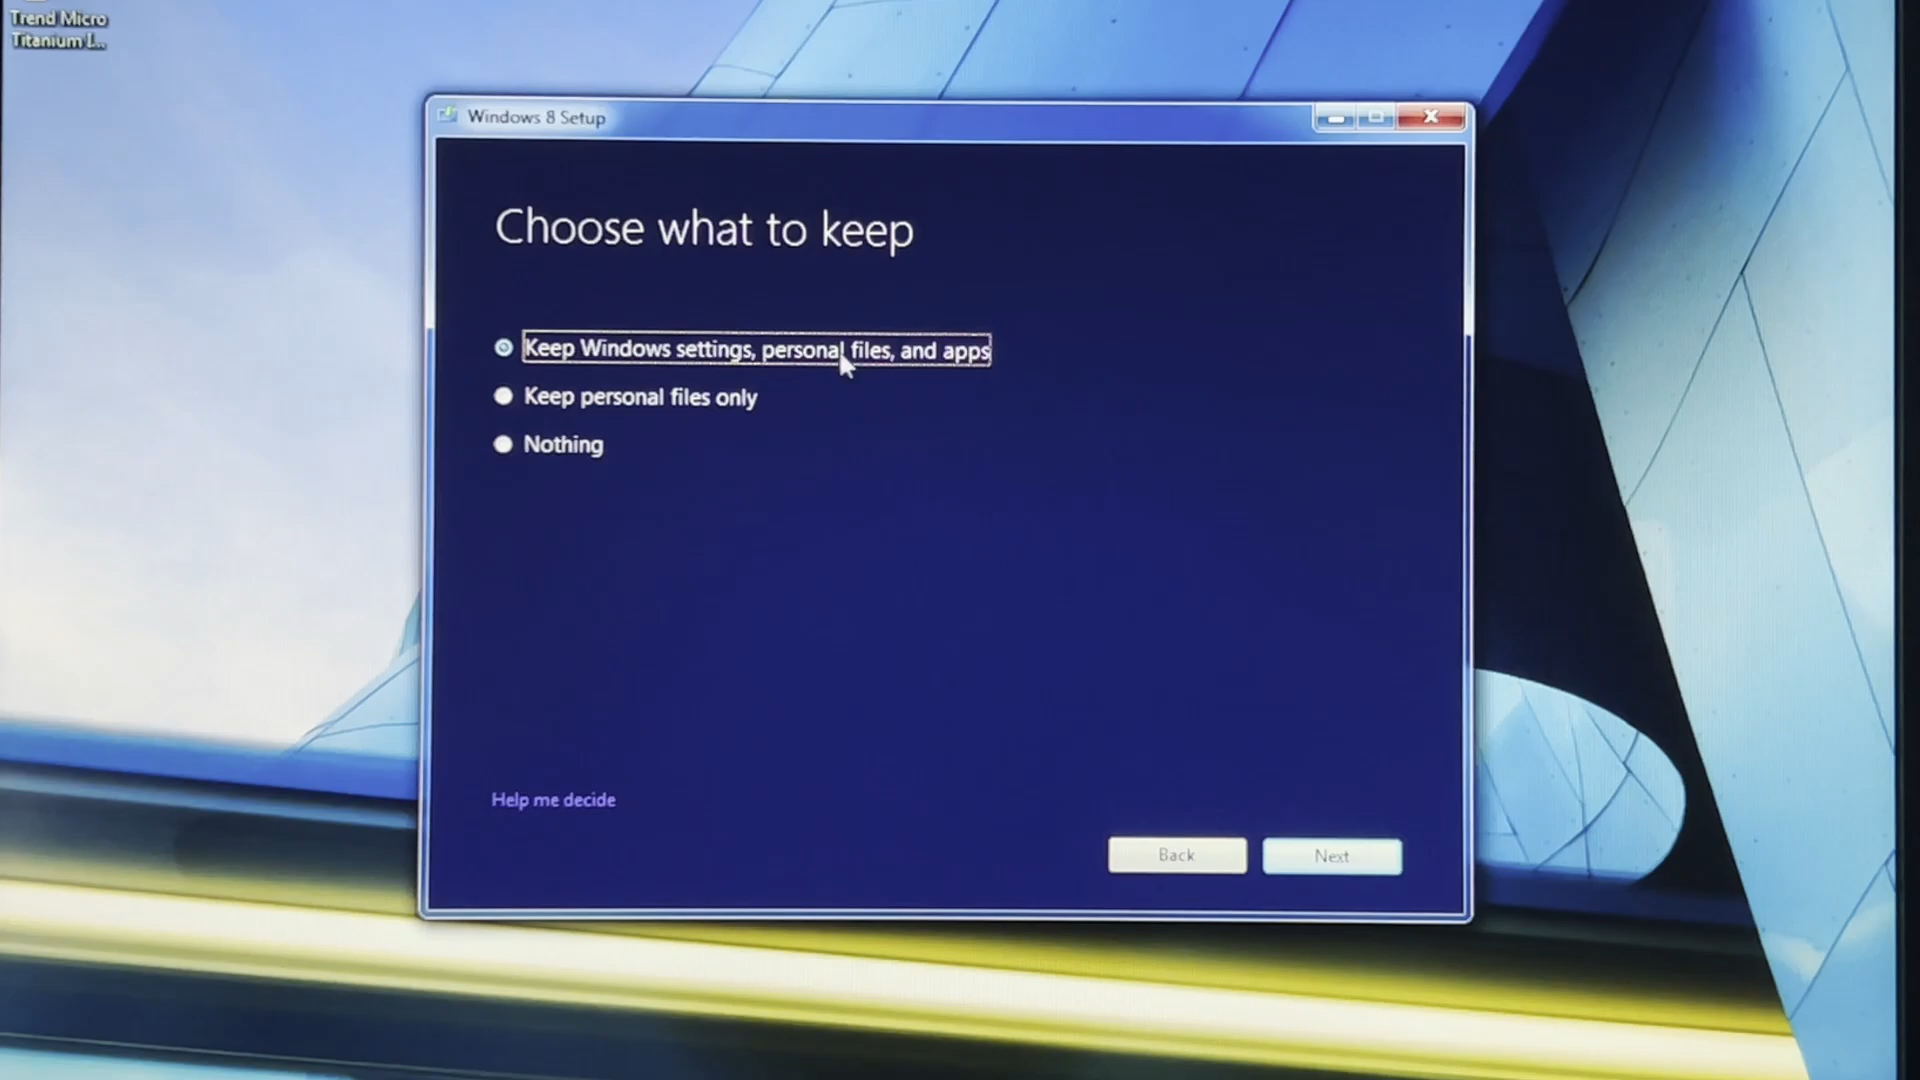 Trend Micro
Titanium I...
Windows 8 Setup
Choose what to keep
Keep Windows settings, personal files, and apps
Keep personal files only
Nothing
Help me decide
Back
Next